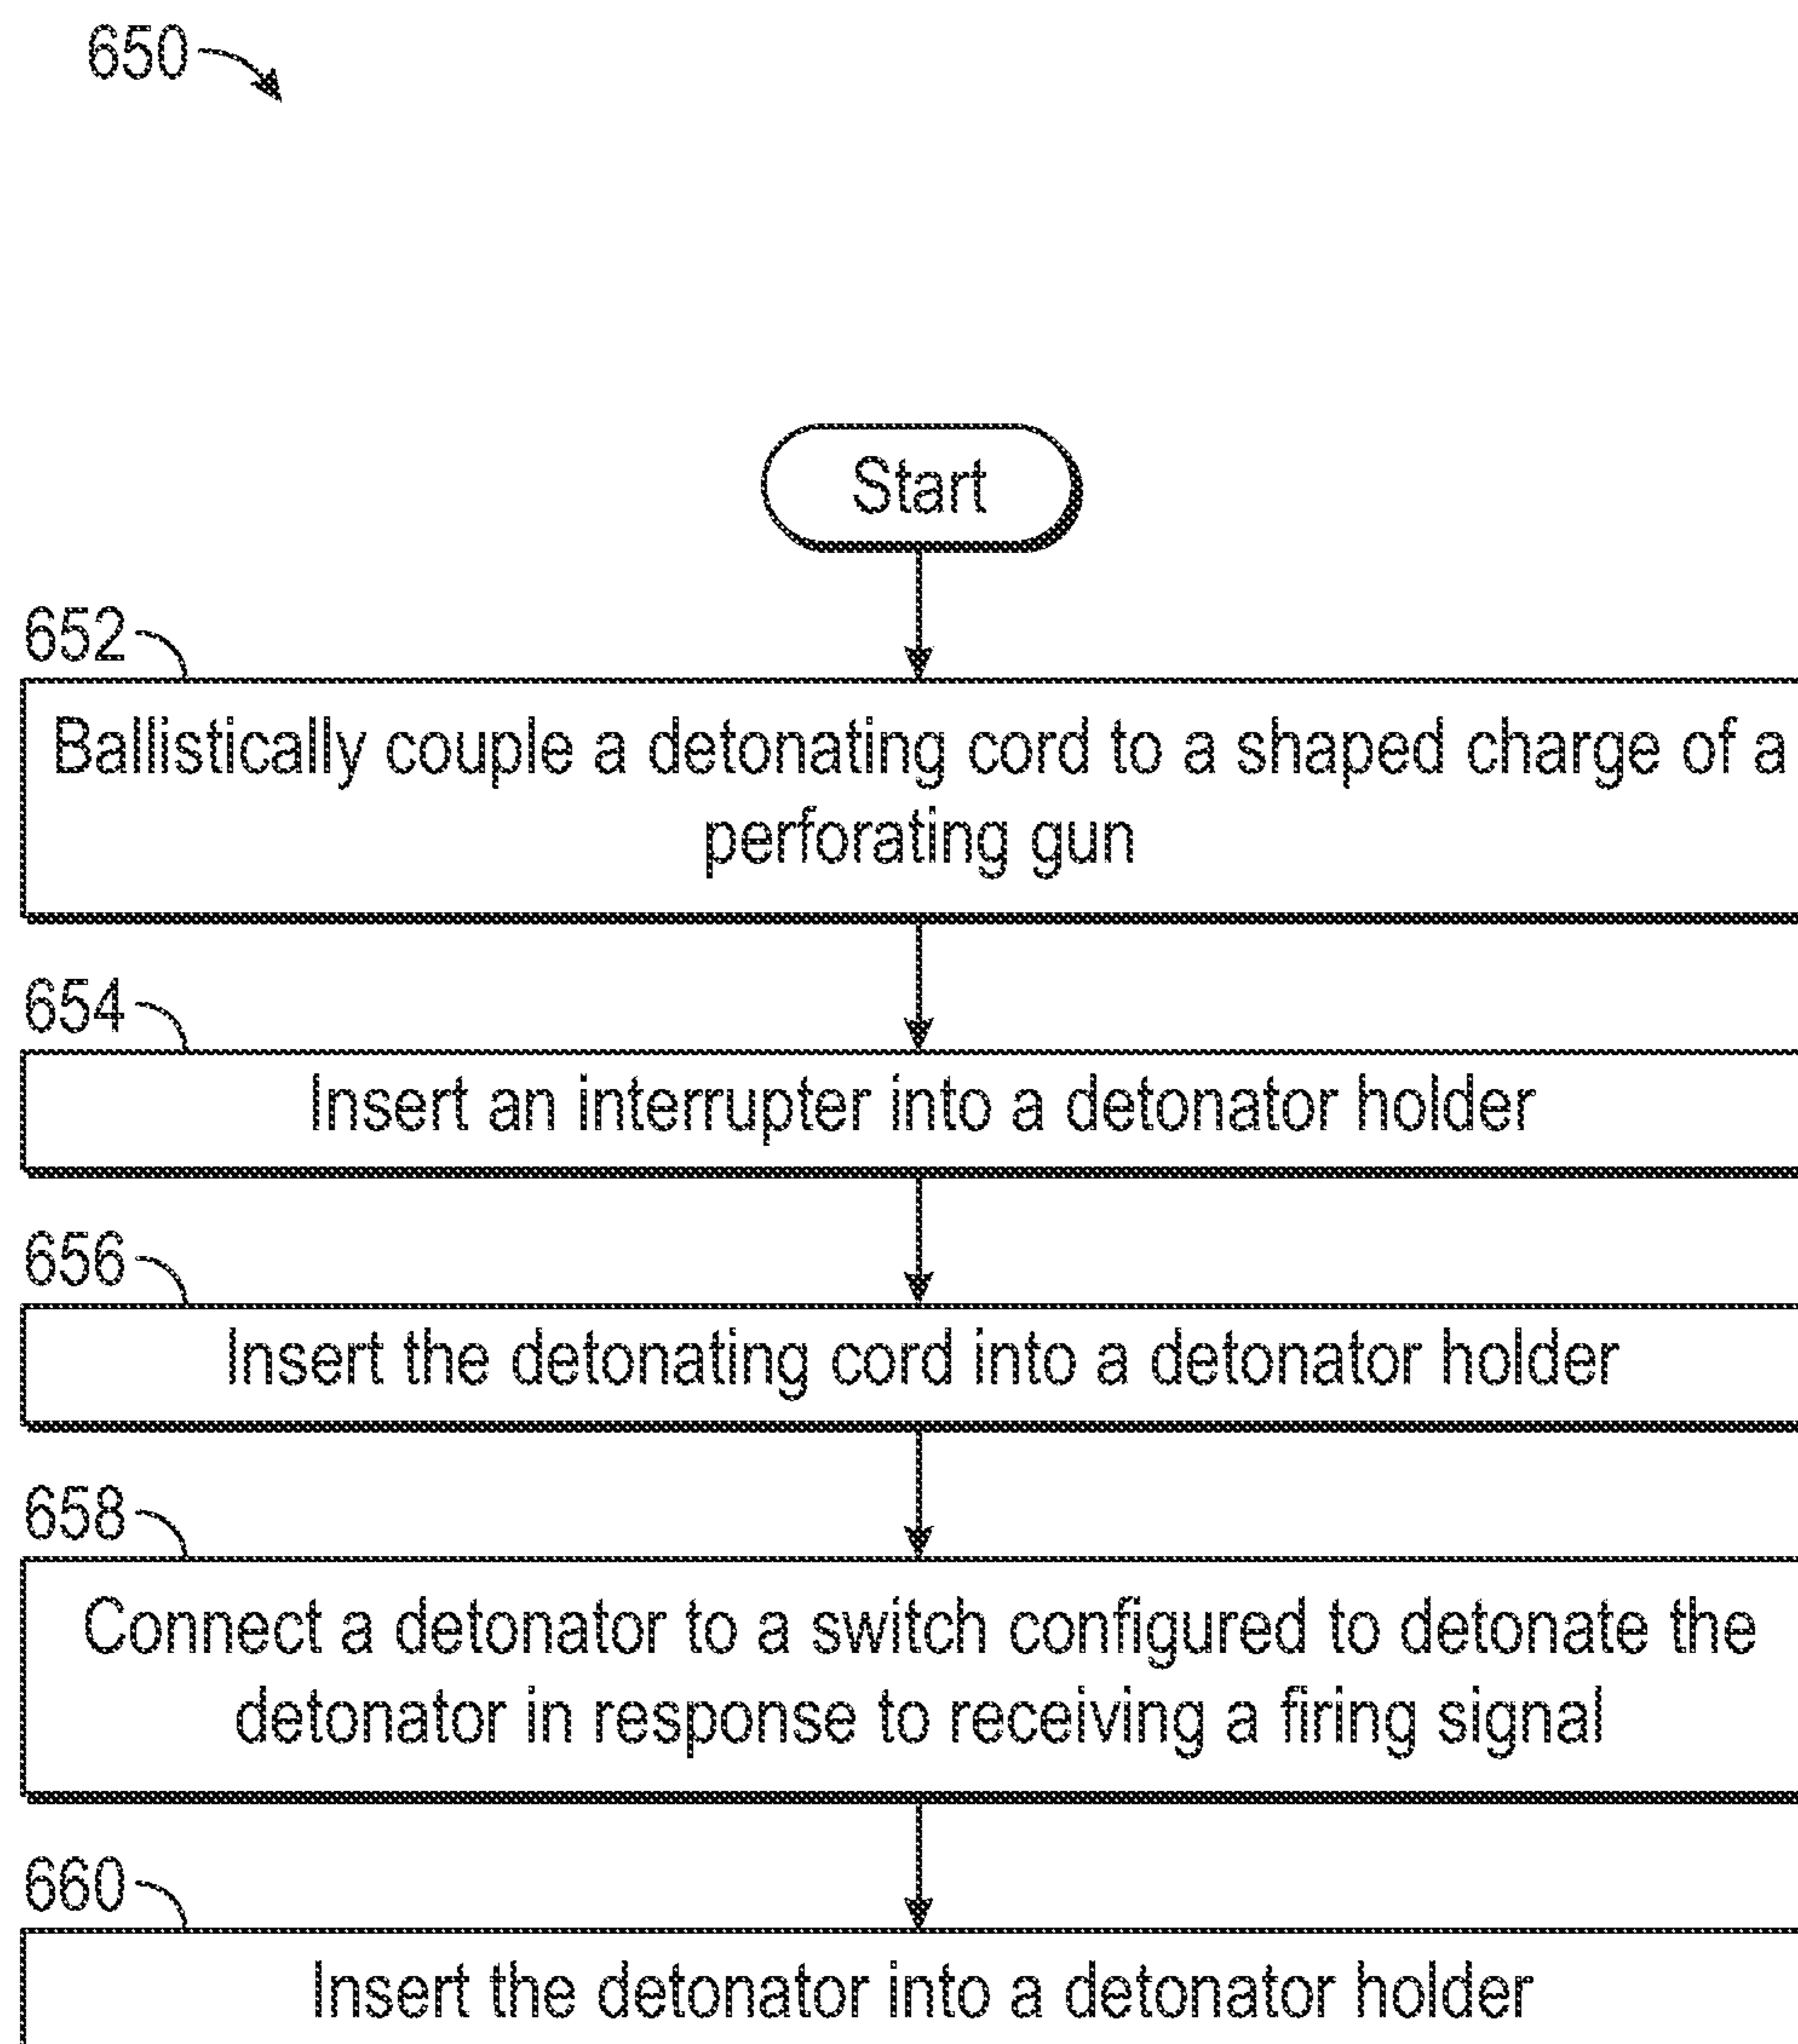 650
Start
652
Ballistically couple a detonating cord to a shaped charge of a
perforating gun
654
Insert an interrupter into a detonator holder
656
Insert the detonating cord into a detonator holder
658
Connect a detonator to a switch configured to detonate the
detonator in response to receiving a firing signal
660
Insert the detonator into a detonator holder